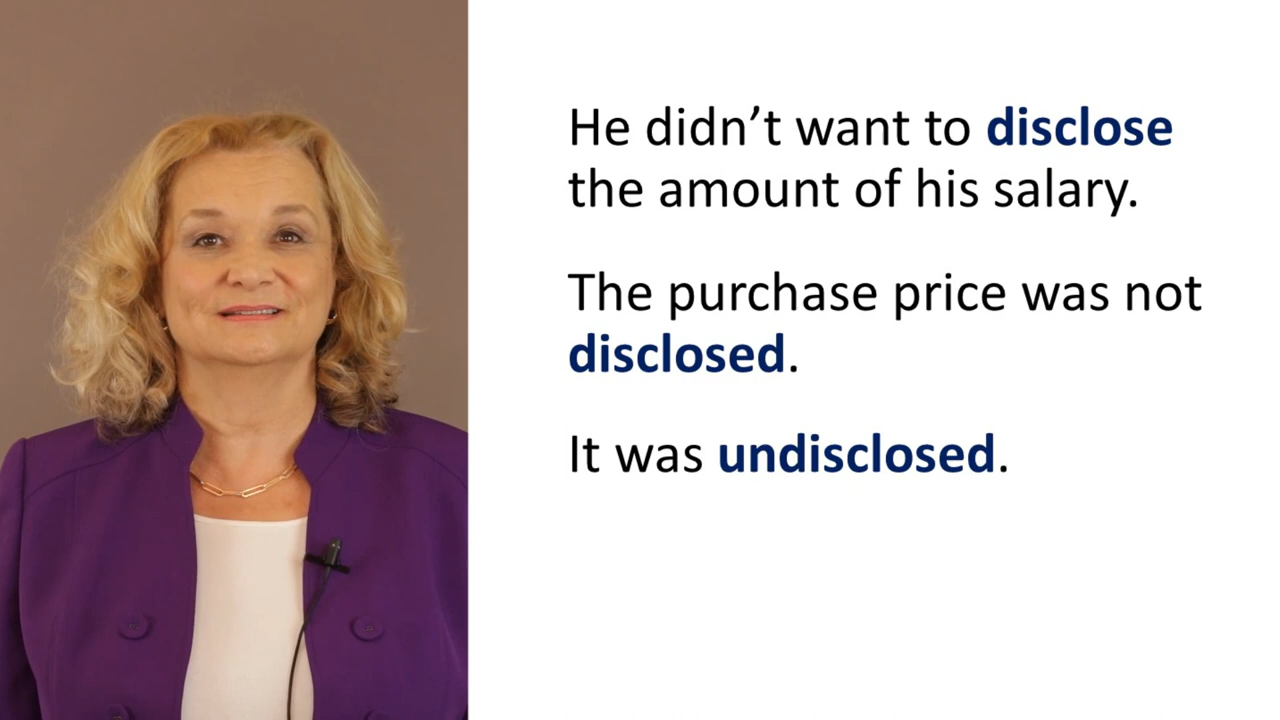 He didn’t want to disclose
the amount of his salary.
The purchase price was not
disclosed.
It was undisclosed.